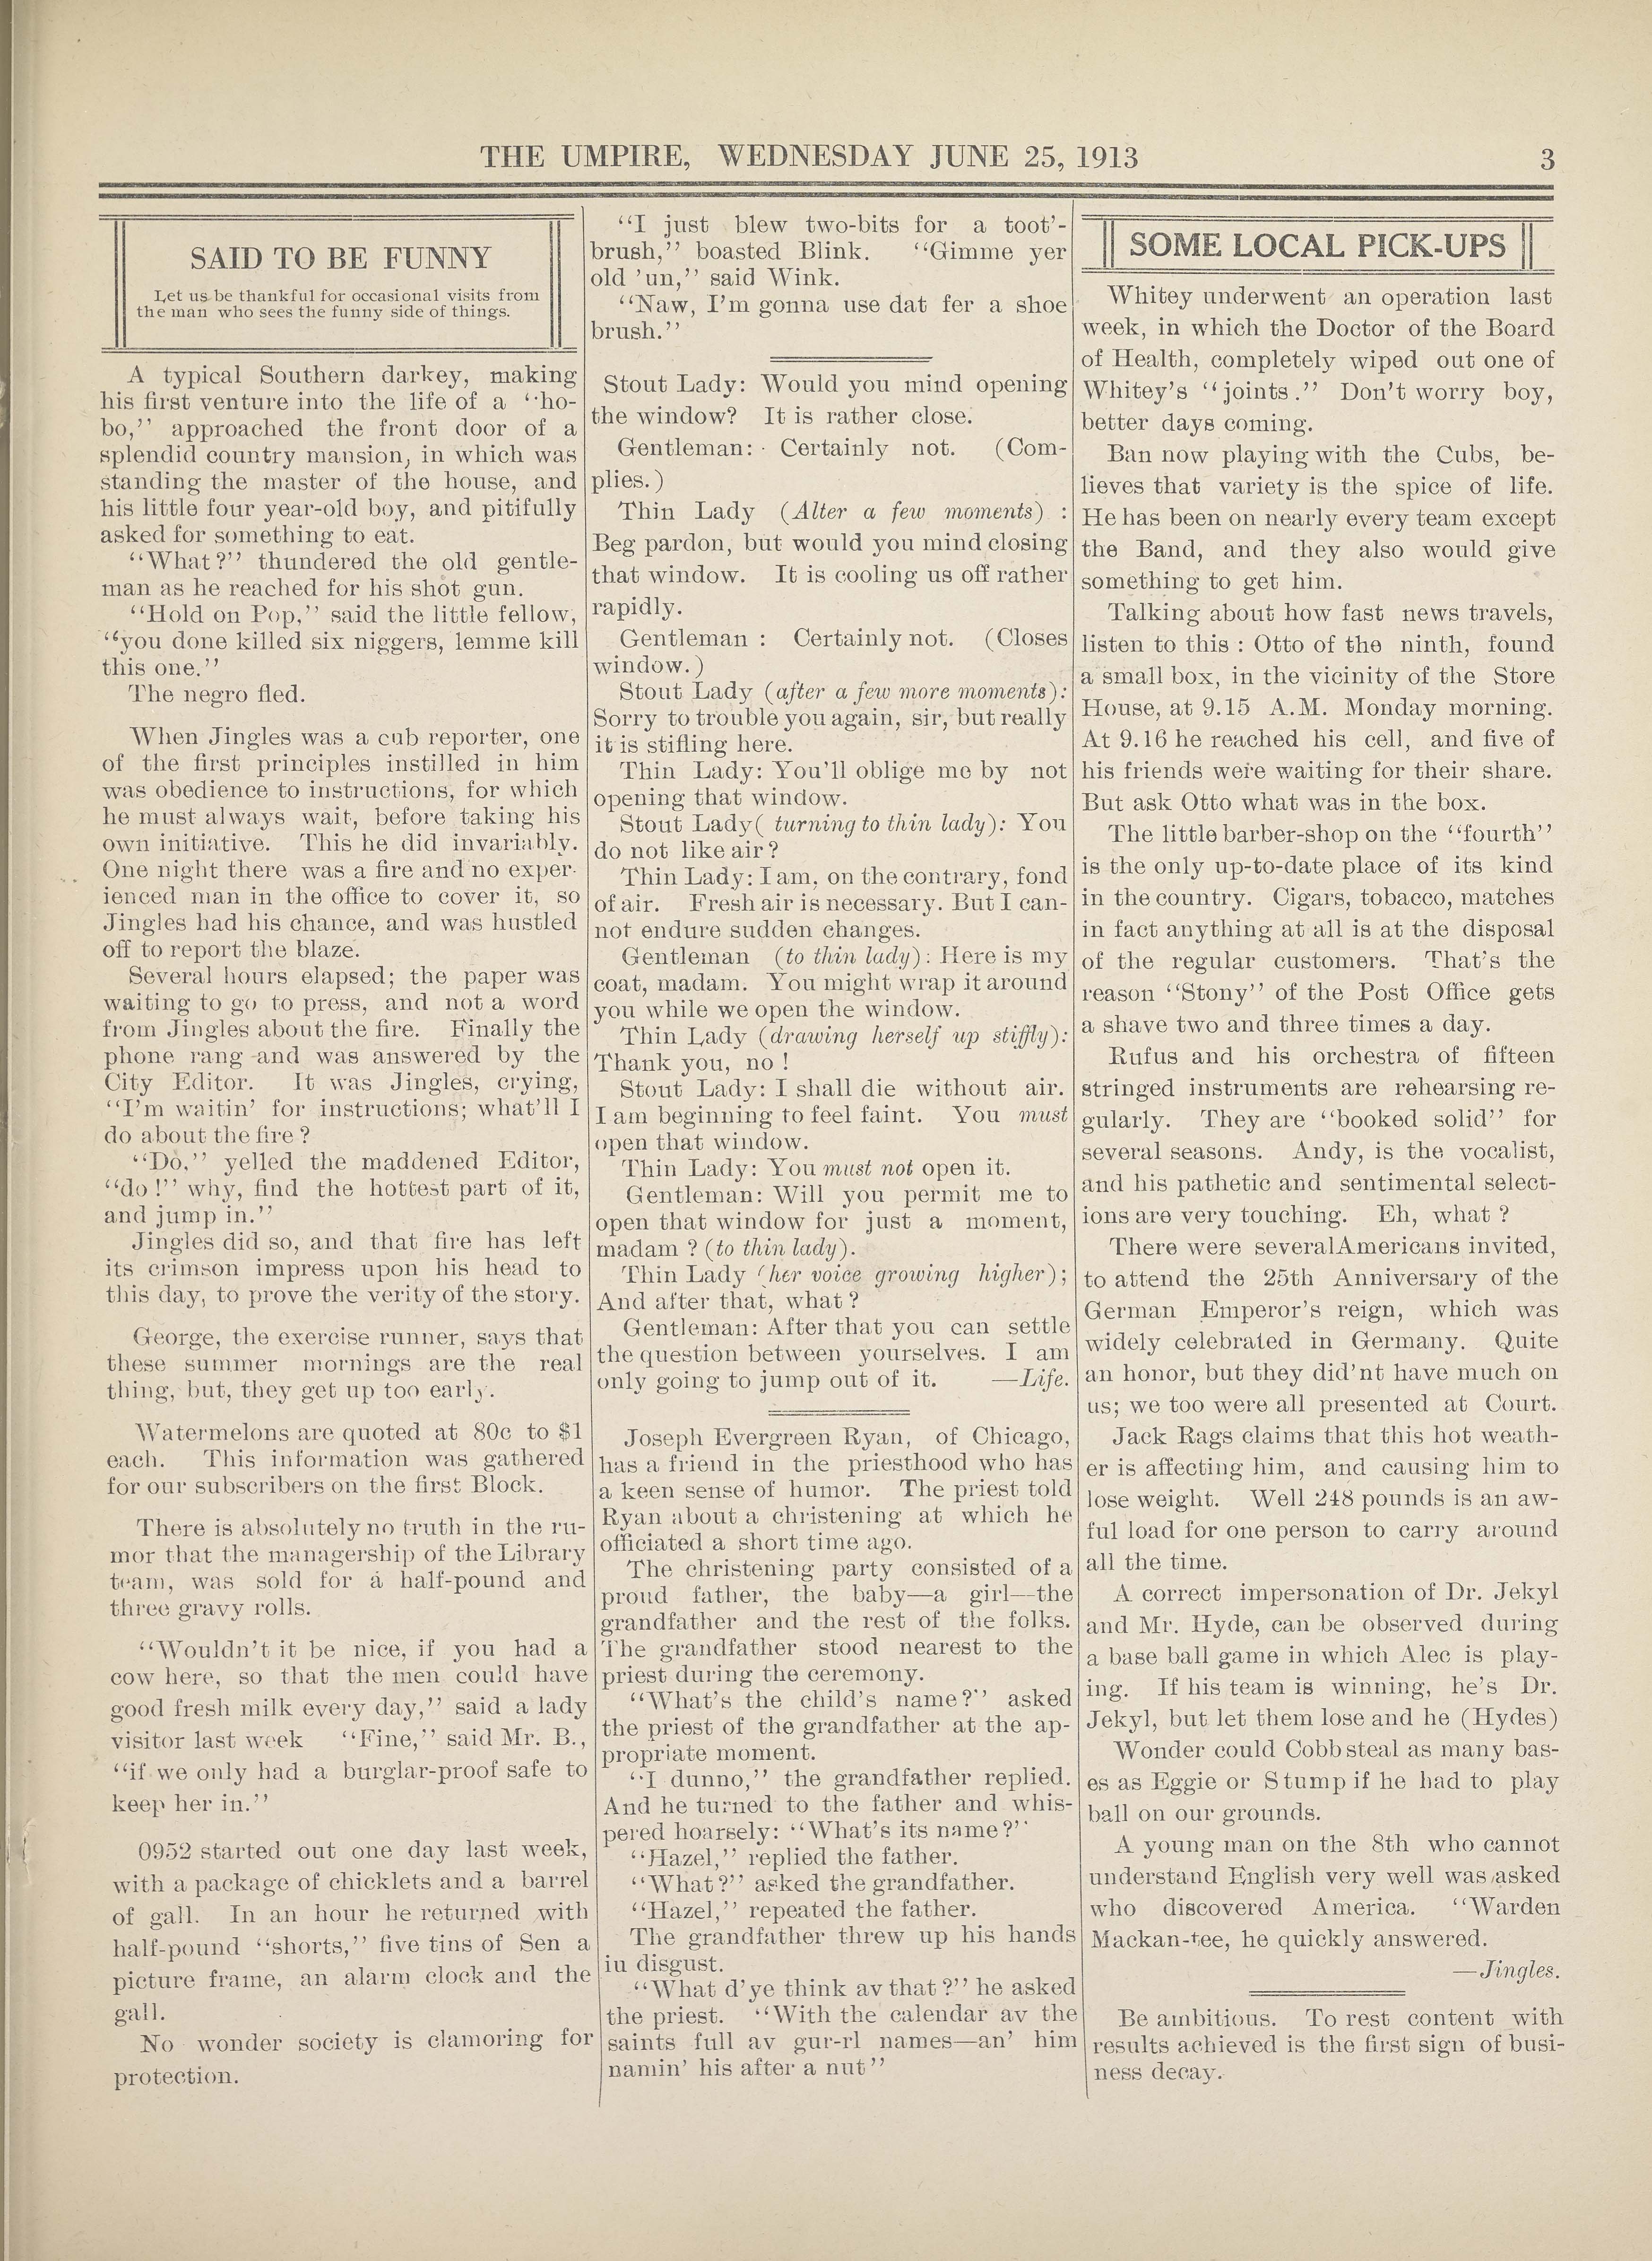 THE UMPIRE, WEDNESDAY JUNE 25, 1913
3
SAID TO BE FUNNY
Let us be thankful for occasional visits from
the man who sees the funny side of things.
A typical Southern darkey, making
his first venture into the life of a "ho-
bo," approached the front door of a
splendid country mansion, in which was
standing the master of the house, and
his little four year-old boy, and pitifully
asked for something to eat.
"What?" thundered the old gentle-
man as he reached for his shot gun.
"Hold on Pop," said the little fellow,
"you done killed six niggers, lemme kill
this one."
The negro fled.
When Jingles was a cub reporter, one
of the first principles instilled in him
was obedience to instructions, for which
he must always wait, before taking his
own initiative. This he did invariably.
One night there was a fire and no exper-
ienced man in the office to cover it, so
Jingles had his chance, and was hustled
off to report the blaze.
Several hours elapsed; the paper was
waiting to go to press, and not a word
from Jingles about the fire. Finally the
phone rang and was answered by the
City Editor. It was Jingles, crying,
"I'm waitin' for instructions; what'll I
do about the fire?
"Do," yelled the maddened Editor,
"do!" why, find the hottest part of it,
and jump in."
Jingles did so, and that fire has left
its crimson impress upon his head to
this day, to prove the verity of the story.
George, the exercise runner, says that
these summer mornings are the real
thing, but, they get up too early.
Watermelons are quoted at 80c to $1
each. This information was gathered
for our subscribers on the first Block.
There is absolutely no truth in the ru-
mor that the managership of the Library
team, was sold for a half-pound and
three gravy rolls.
"Wouldn't it be nice, if you had a
cow here, so that the men could have
good fresh milk every day," said a lady
visitor last week "Fine," said Mr. B.,
"if we only had a burglar-proof safe to
keep her in."
0952 started out one day last week,
with a package of chicklets and a barrel
of gall. In an hour he returned with
half-pound "shorts," five tins of Sen a
picture frame, an alarm clock and the
gall.
No wonder society is clamoring for
protection.
"I just blew two-bits for a toot'-
brush," boasted Blink. "Gimme yer
old 'un," said Wink.
"Naw, I'm gonna use dat fer a shoe
brush."
Stout Lady: Would you mind opening
the window? It is rather close.
Gentleman: Certainly not. (Com-
plies.)
Thin Lady (Alter a few moments) :
Beg pardon, but would you mind closing
that window. It is cooling us off rather
rapidly.
Gentleman : Certainly not. (Closes
window.)
Stout Lady (after a few more moments):
Sorry to trouble you again, sir, but really
it is stifling here.
Thin Lady: You'll oblige me by not
opening that window.
Stout Lady( turning to thin lady): You
do not like air?
Thin Lady: I am, on the contrary, fond
of air. Fresh air is necessary. But I can-
not endure sudden changes.
Gentleman (to thin lady): Here is my
coat, madam. You might wrap it around
you while we open the window.
Thin Lady (drawing herself up stiffly):
Thank you, no!
Stout Lady: I shall die without air.
I am beginning to feel faint. You must
open that window.
Thin Lady: You must not open it.
Gentleman: Will you permit me to
open that window for just a moment,
madam? (to thin lady).
Thin Lady (her voice growing higher);
And after that, what?
Gentleman: After that you can settle
the question between yourselves. I am
only going to jump out of it. —Life.
Joseph Evergreen Ryan, of Chicago,
has a friend in the priesthood who has
a keen sense of humor. The priest told
Ryan about a christening at which he
officiated a short time ago.
The christening party consisted of a
proud father, the baby—a girl—the
grandfather and the rest of the folks.
The grandfather stood nearest to the
priest during the ceremony.
"What's the child's name?" asked
the priest of the grandfather at the ap-
propriate moment.
"I dunno," the grandfather replied.
And he turned to the father and whis-
pered hoarsely: "What's its name?"
"Hazel," replied the father.
"What?" asked the grandfather.
"Hazel," repeated the father.
The grandfather threw up his hands
in disgust.
"What d'ye think av that?" he asked
the priest. "With the calendar av the
saints full av gur-rl names—an' him
namin' his after a nut"
SOME LOCAL PICK-UPS
Whitey underwent an operation last
week, in which the Doctor of the Board
of Health, completely wiped out one of
Whitey's "joints." Don't worry boy,
better days coming.
Ban now playing with the Cubs, be-
lieves that variety is the spice of life.
He has been on nearly every team except
the Band, and they also would give
something to get him.
Talking about how fast news travels,
listen to this : Otto of the ninth, found
a small box, in the vicinity of the Store
House, at 9.15 A.M. Monday morning.
At 9.16 he reached his cell, and five of
his friends were waiting for their share.
But ask Otto what was in the box.
The little barber-shop on the "fourth"
is the only up-to-date place of its kind
in the country. Cigars, tobacco, matches
in fact anything at all is at the disposal
of the regular customers. That's the
reason "Stony" of the Post Office gets
a shave two and three times a day.
Rufus and his orchestra of fifteen
stringed instruments are rehearsing re-
gularly. They are "booked solid" for
several seasons. Andy, is the vocalist,
and his pathetic and sentimental select-
ions are very touching. Eh, what?
There were several Americans invited,
to attend the 25th Anniversary of the
German Emperor's reign, which was
widely celebrated in Germany. Quite
an honor, but they did'nt have much on
us; we too were all presented at Court.
Jack Rags claims that this hot weath-
er is affecting him, and causing him to
lose weight. Well 248 pounds is an aw-
ful load for one person to carry around
all the time.
A correct impersonation of Dr. Jekyl
and Mr. Hyde, can be observed during
a base ball game in which Alec is play-
ing. If his team is winning, he's Dr.
Jekyl, but let them lose and he (Hydes)
Wonder could Cobb steal as many bas-
es as Eggie or Stump if he had to play
ball on our grounds.
A young man on the 8th who cannot
understand English very well was asked
who discovered America. "Warden
Mackan-tee, he quickly answered.
—Jingles.
Be ambitious. To rest content with
results achieved is the first sign of busi-
ness decay.